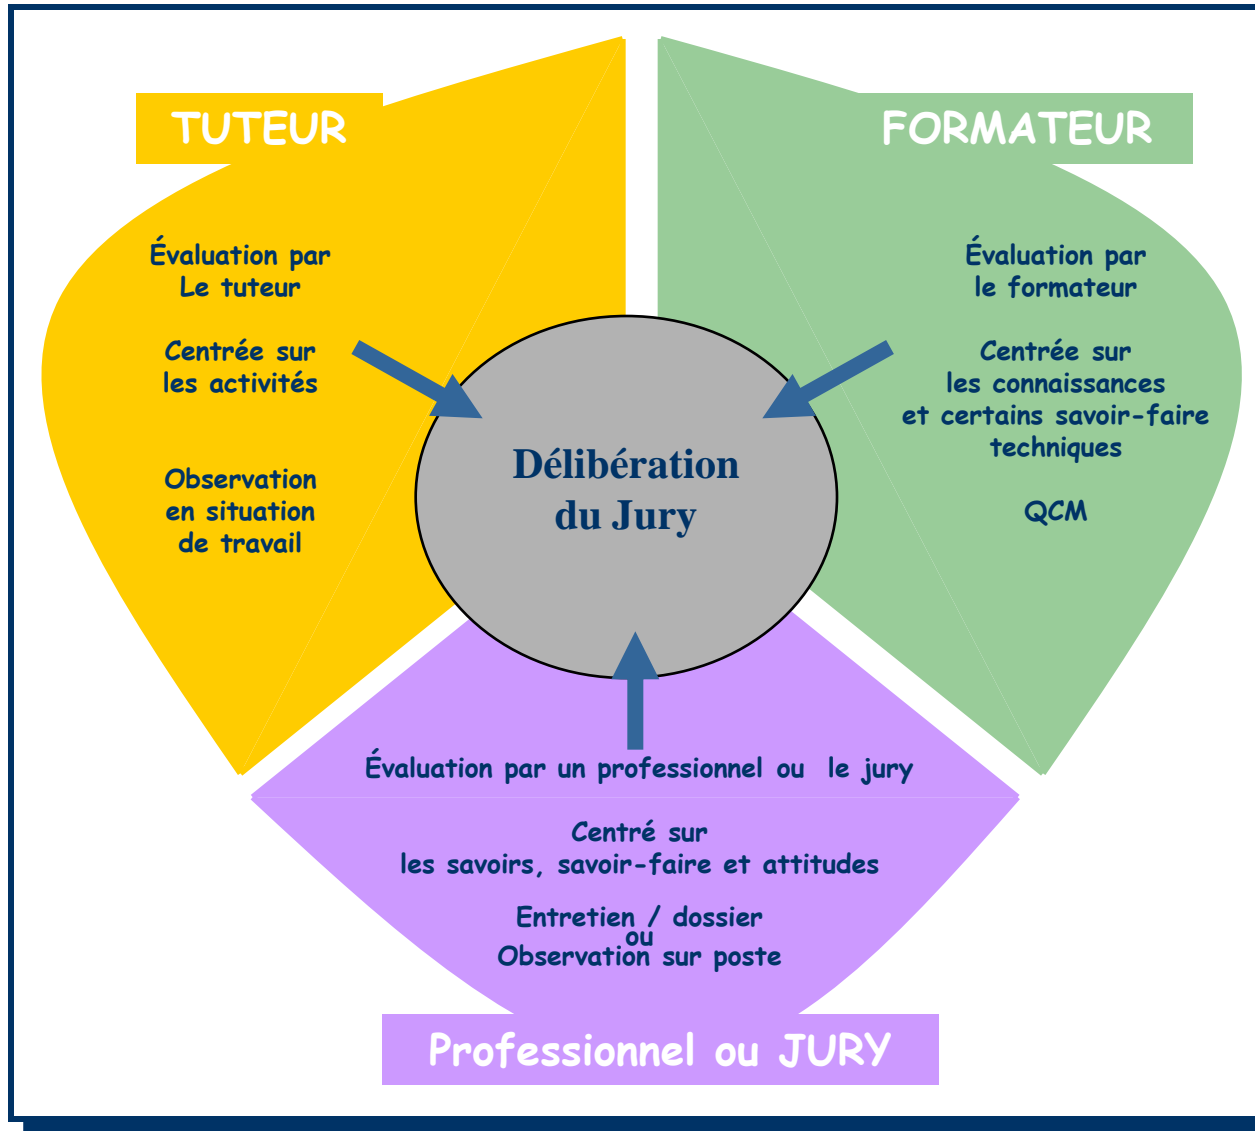 TUTEUR
Évaluation par
Le tuteur
Centrée sur
les activités
Observation
en situation
de travail
FORMATEUR
Évaluation par
le formateur
Centrée sur
les connaissances
et certains savoir-faire
techniques
QCM
Délibération
du Jury
Évaluation par un professionnel ou le jury
Centré sur
les savoirs, savoir-faire et attitudes
Entretien / dossier
ou
Observation sur poste
Professionnel ou JURY